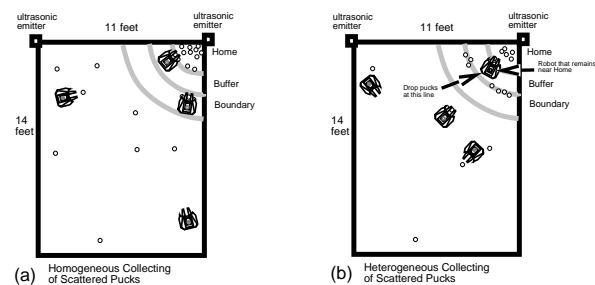 ultrasonic
emitter
11 feet
ultrasonic
emitter
Home
Buffer
Boundary
14
feet
(a) Homogeneous Collecting
of Scattered Pucks
ultrasonic
emitter
11 feet
ultrasonic
emitter
Home
Robot that remains
near Home
Buffer
Drop pucks
at this line
Boundary
14
feet
(b) Heterogeneous Collecting
of Scattered Pucks